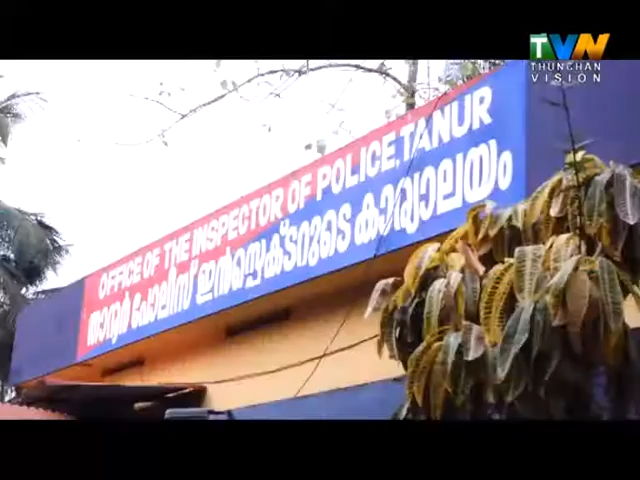 TVN
THUNCHAN
VISION
OFFICE OF THE INSPECTOR OF POLICE, TANUR
താനൂർ പോലീസ് ഇൻസ്പെക്ടറുടെ കാര്യാലയം